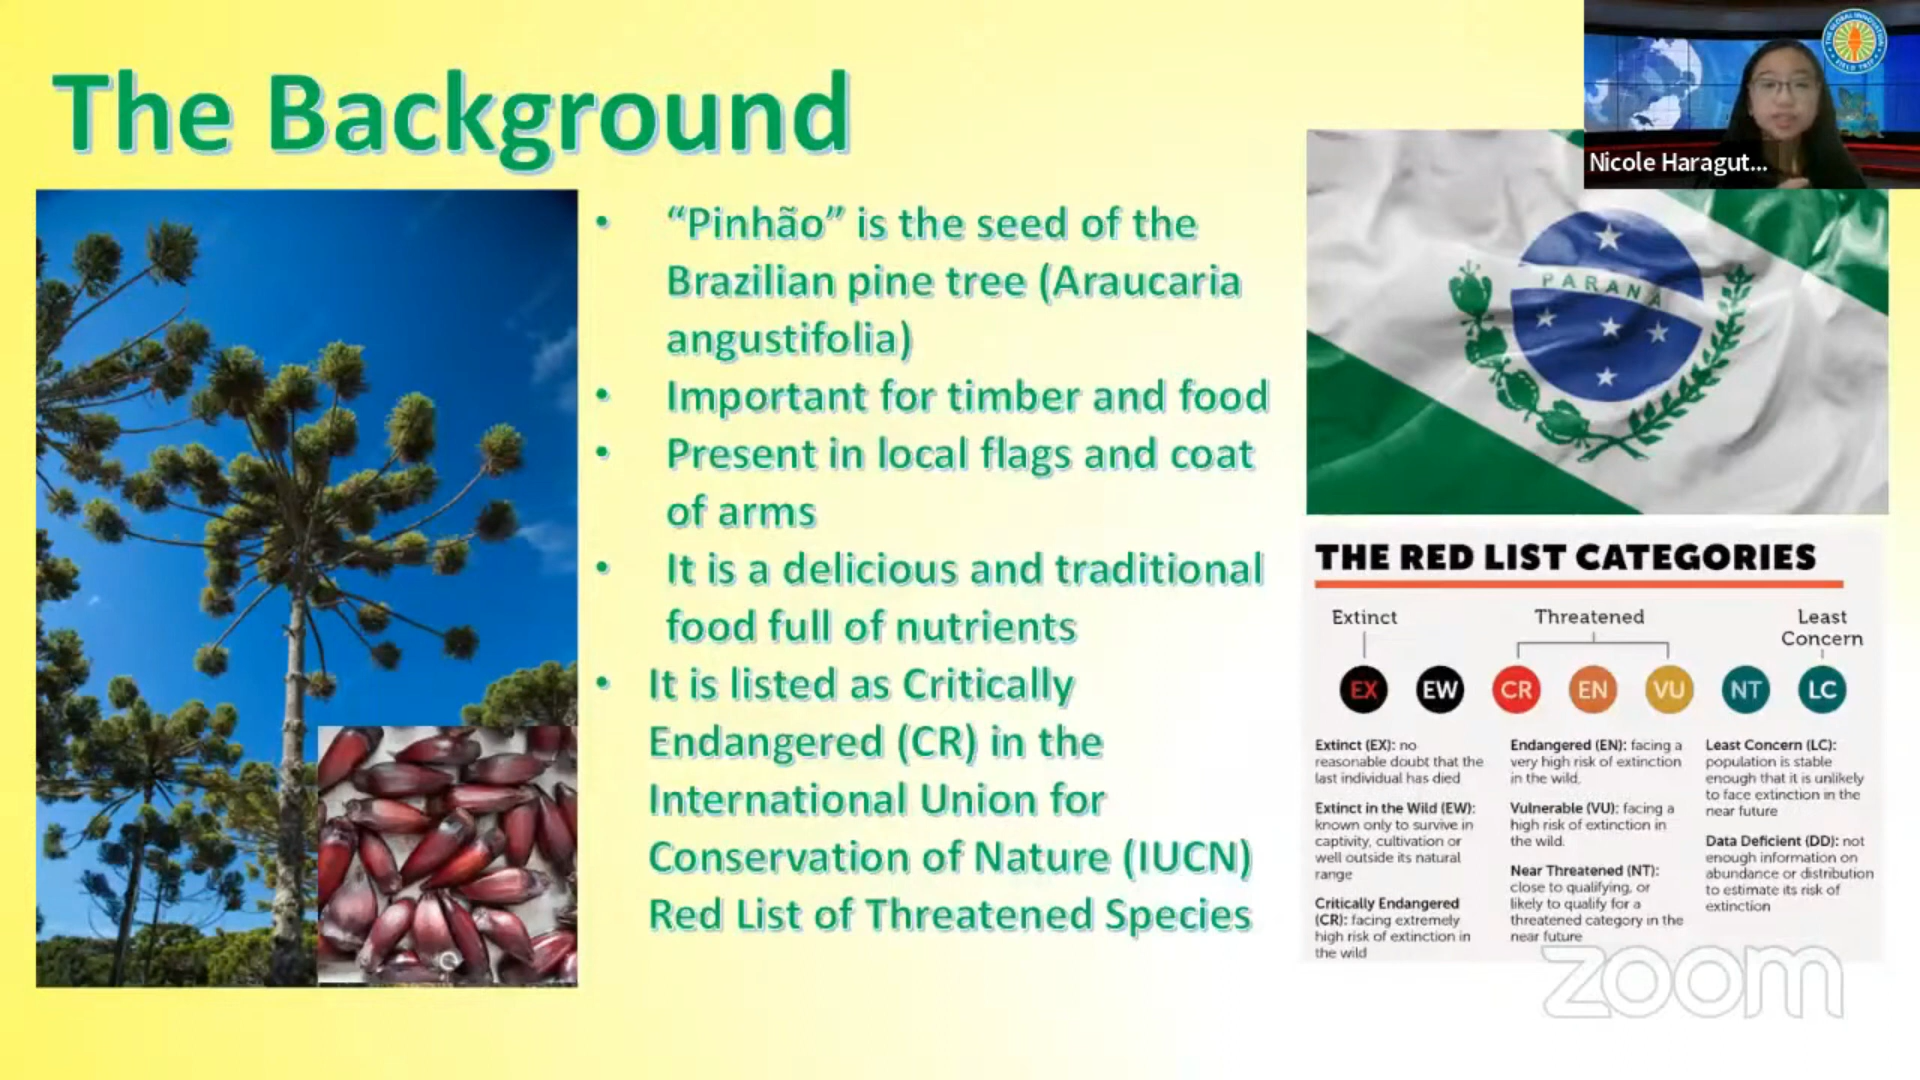 The Background
Nicole Haragut...
• “Pinhão” is the seed of the
Brazilian pine tree (Araucaria
angustifolia)
• Important for timber and food
• Present in local flags and coat
of arms
• It is a delicious and traditional
food full of nutrients
• It is listed as Critically
Endangered (CR) in the
International Union for
Conservation of Nature (IUCN)
Red List of Threatened Species
PARANÁ
THE RED LIST CATEGORIES
Extinct
Threatened
Least
Concern
EX EW CR EN VU NT LC
Extinct (EX): no
reasonable doubt that the
last individual has died
Extinct in the Wild (EW):
known only to survive in
captivity, cultivation or
well outside its natural
range
Critically Endangered
(CR): facing extremely
high risk of extinction in
the wild
Endangered (EN): facing a
very high risk of extinction
in the wild.
Vulnerable (VU): facing a
high risk of extinction in
the wild.
Near Threatened (NT):
close to qualifying, or
likely to qualify for a
threatened category in the
near future
Least Concern (LC):
population is stable
enough that it is unlikely
to face extinction in the
near future
Data Deficient (DD): not
enough information on
abundance or distribution
to estimate its risk of
extinction
zoom